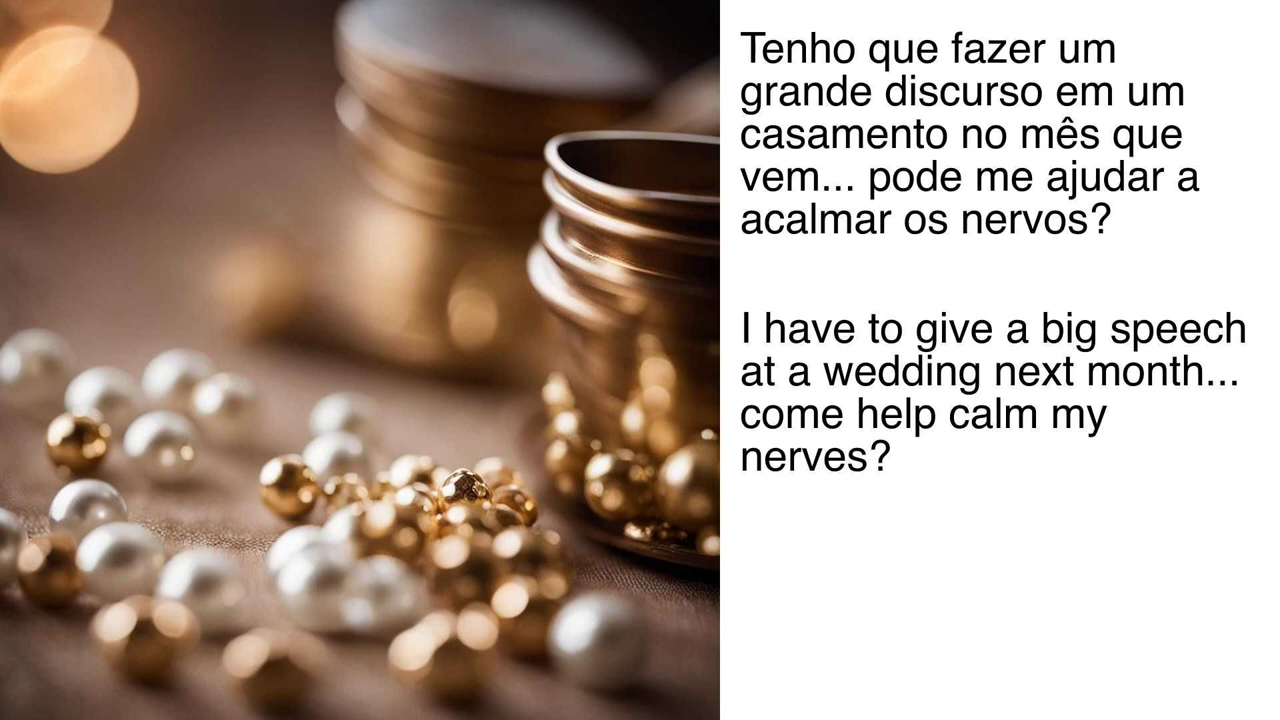 Tenho que fazer um
grande discurso em um
casamento no mês que
vem... pode me ajudar a
acalmar os nervos?
I have to give a big speech
at a wedding next month...
come help calm my
nerves?